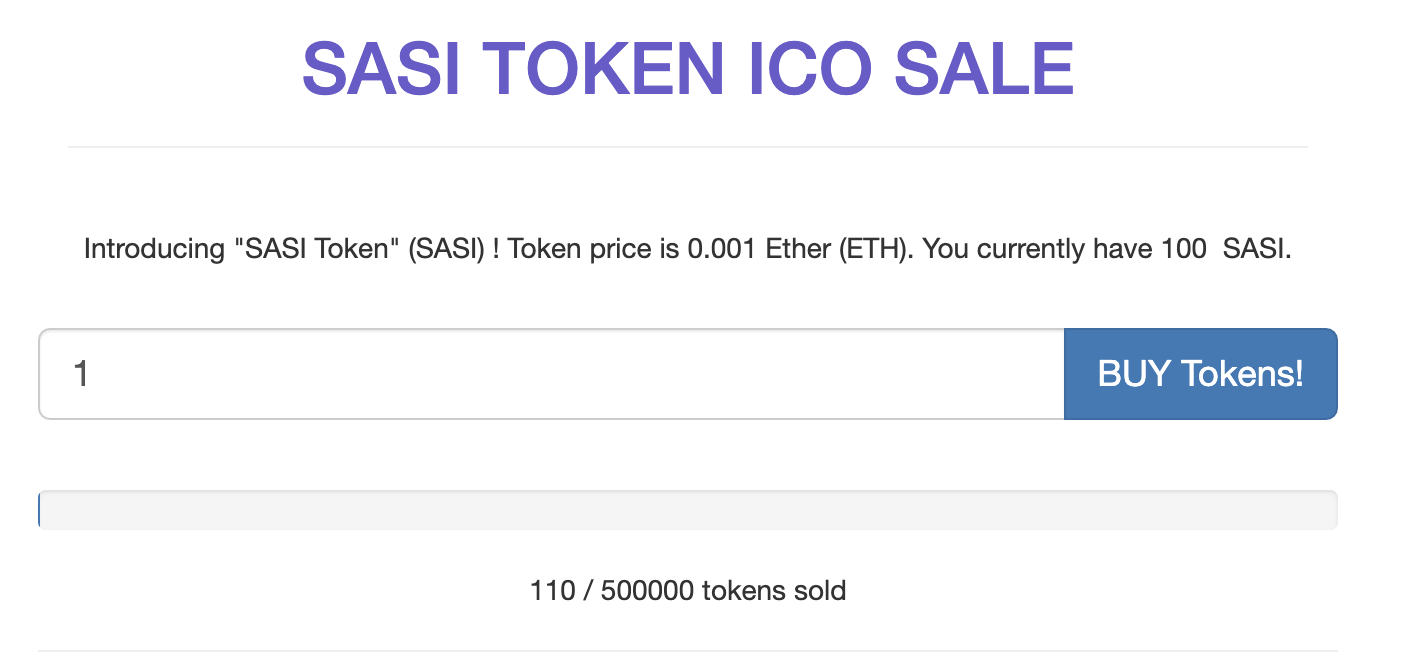 SASI TOKEN ICO SALE
Introducing "SASI Token" (SASI) ! Token price is 0.001 Ether (ETH). You currently have 100  SASI.
1
BUY Tokens!
110 / 500000 tokens sold